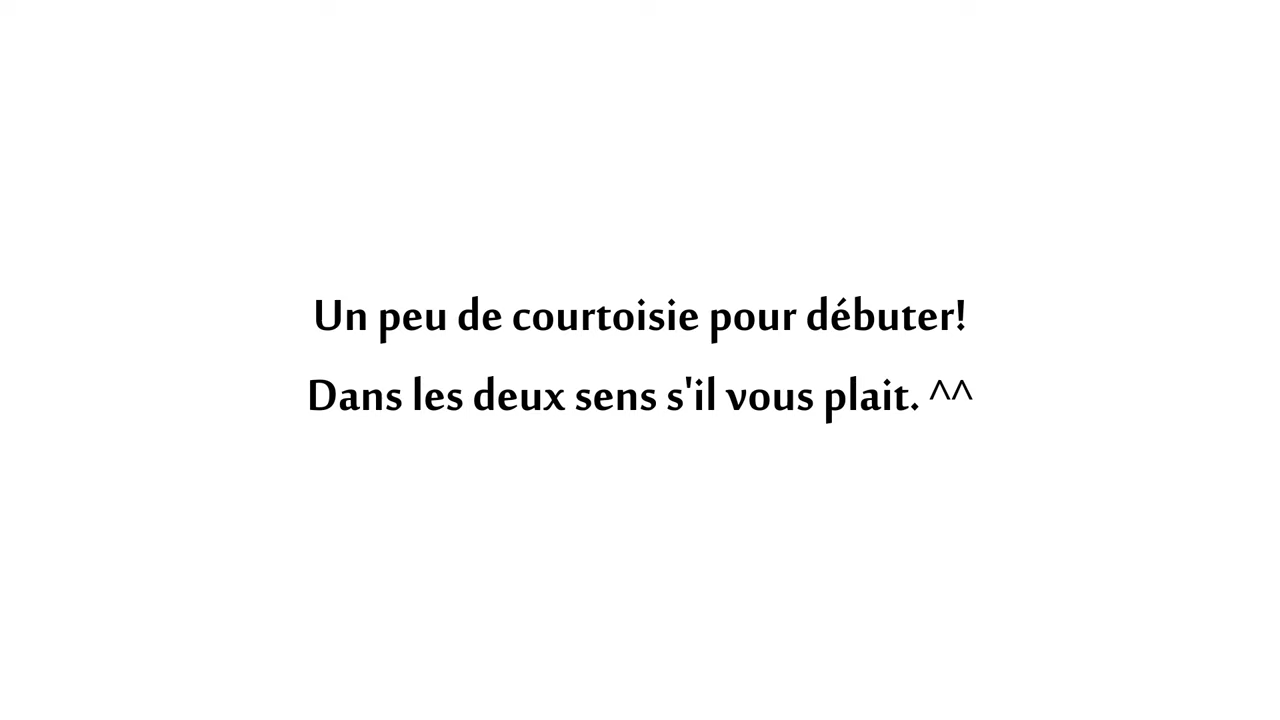 Un peu de courtoisie pour débuter!
Dans les deux sens s'il vous plait. ^^